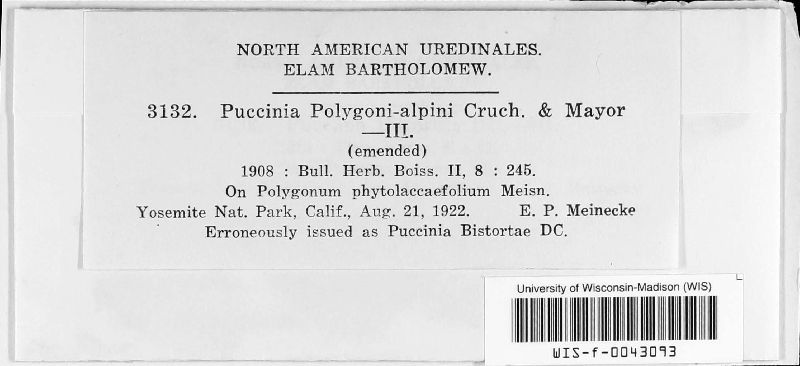 NORTH AMERICAN UREDINALES.
ELAM BARTHOLOMEW.
3132. Puccinia Polygoni-alpini Cruch. & Mayor
—III.
(emended)
1908 : Bull. Herb. Boiss. II, 8 : 245.
On Polygonum phytolaccaefolium Meisn.
Yosemite Nat. Park, Calif., Aug. 21, 1922. E. P. Meinecke
Erroneously issued as Puccinia Bistortae DC.
University of Wisconsin-Madison (WIS)
WIS-f-0043093